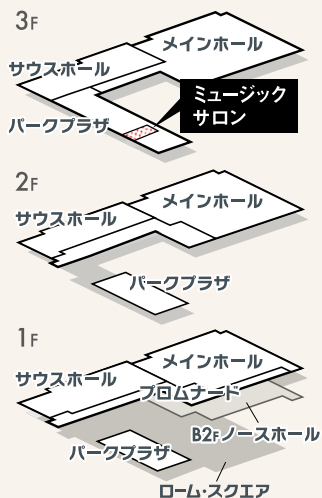 3F
メインホール
サウスホール
パークプラザ
ミュージック
サロン
2F
メインホール
サウスホール
パークプラザ
1F
メインホール
サウスホール
プロムナード
B2Fノースホール
パークプラザ
ローム・スクエア